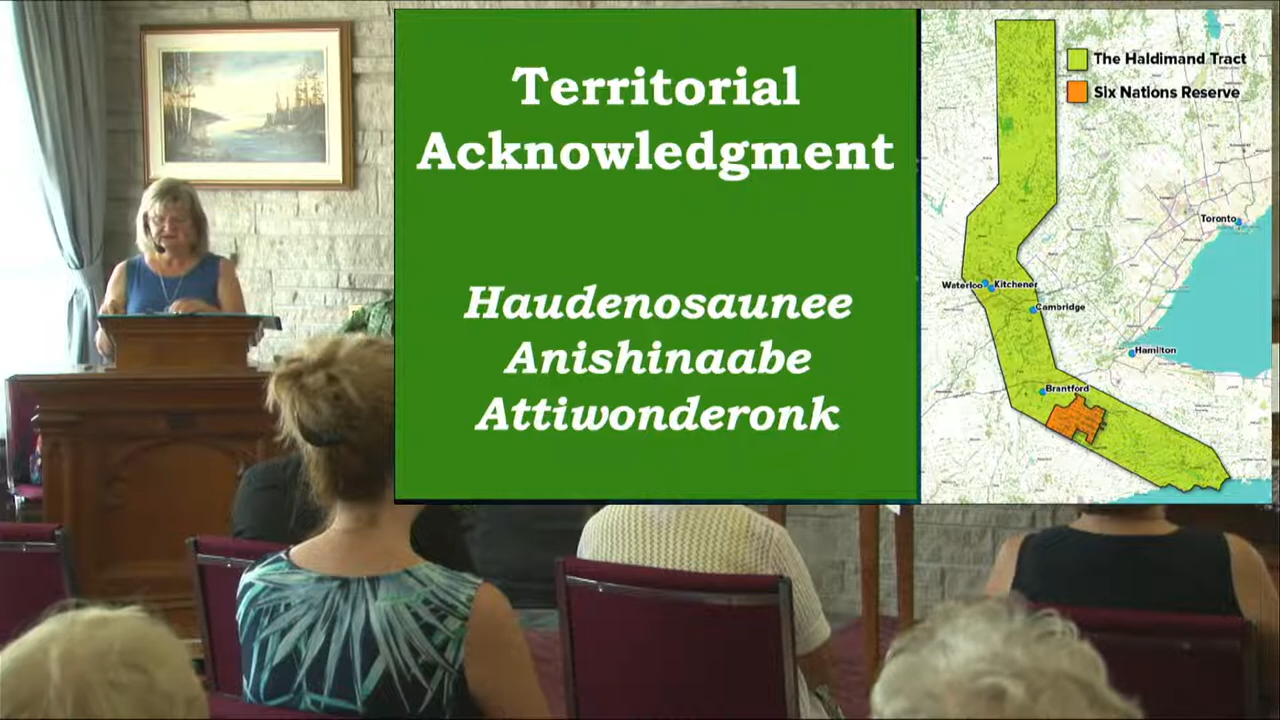 Territorial
Acknowledgment
Haudenosaunee
Anishinaabe
Attiwonderonk
The Haldimand Tract
Six Nations Reserve
Toronto
Waterloo
Kitchener
Cambridge
Hamilton
Brantford